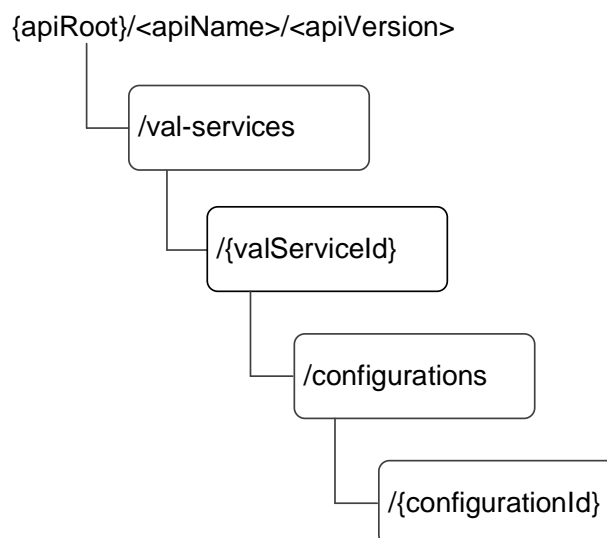 {apiRoot}/<apiName>/<apiVersion>
/val-services
/{valServiceId}
/configurations
/{configurationId}